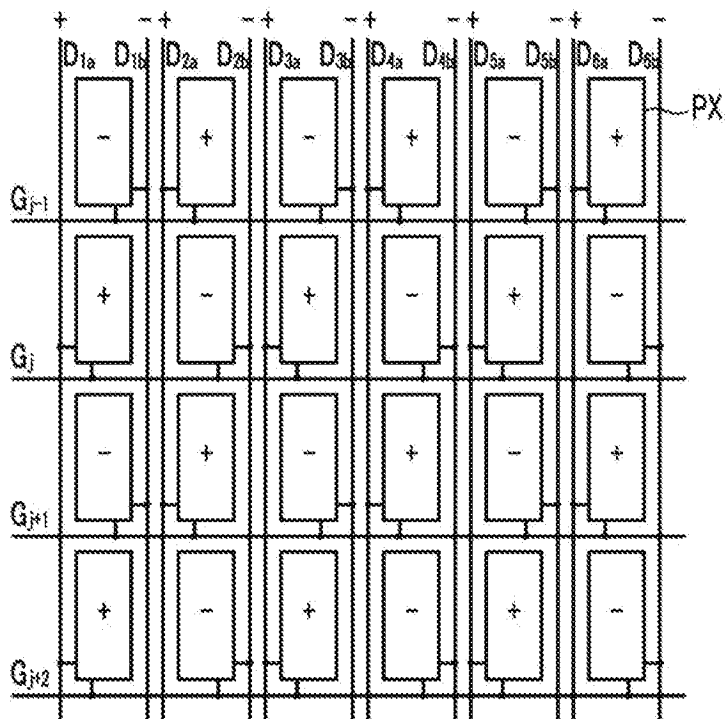 + - + - + - + - + - + -
D1a D1b D2a D2b D3a D3b D4a D4b D5a D5b D6a D6b
- + - + - + PX
Gj-1
+ - + - + -
Gj
- + - + - +
Gj+1
+ - + - + -
Gj+2